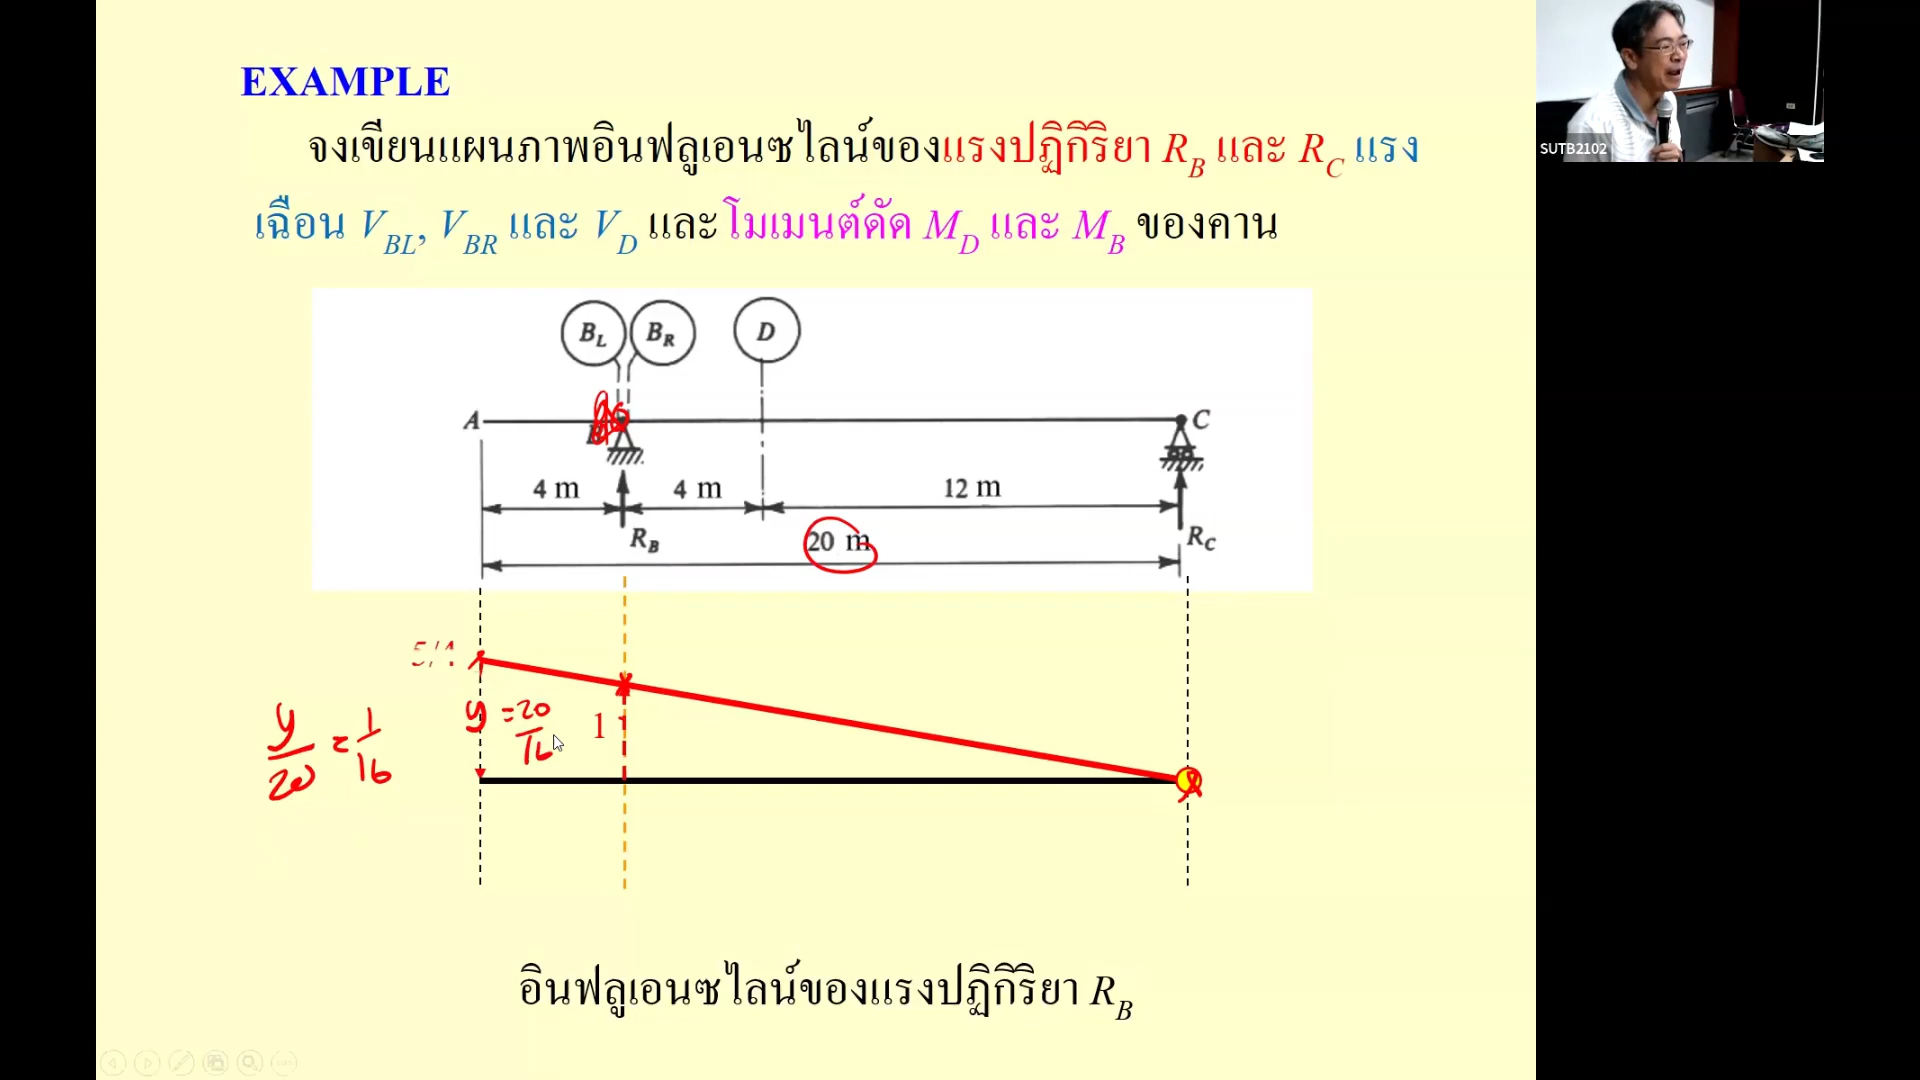 EXAMPLE
จงเขียนแผนภาพอินฟลูเอนซไลน์ของแรงปฏิกิริยา R_B และ R_C แรง
เฉือน V_BL, V_BR และ V_D และโมเมนต์ดัด M_D และ M_B ของคาน
B_L B_R D
A C
4 m 4 m 12 m
R_B 20 m R_C
5/4
y/20 = 1/16
y = 20/16
1
อินฟลูเอนซไลน์ของแรงปฏิกิริยา R_B
SUTB2102